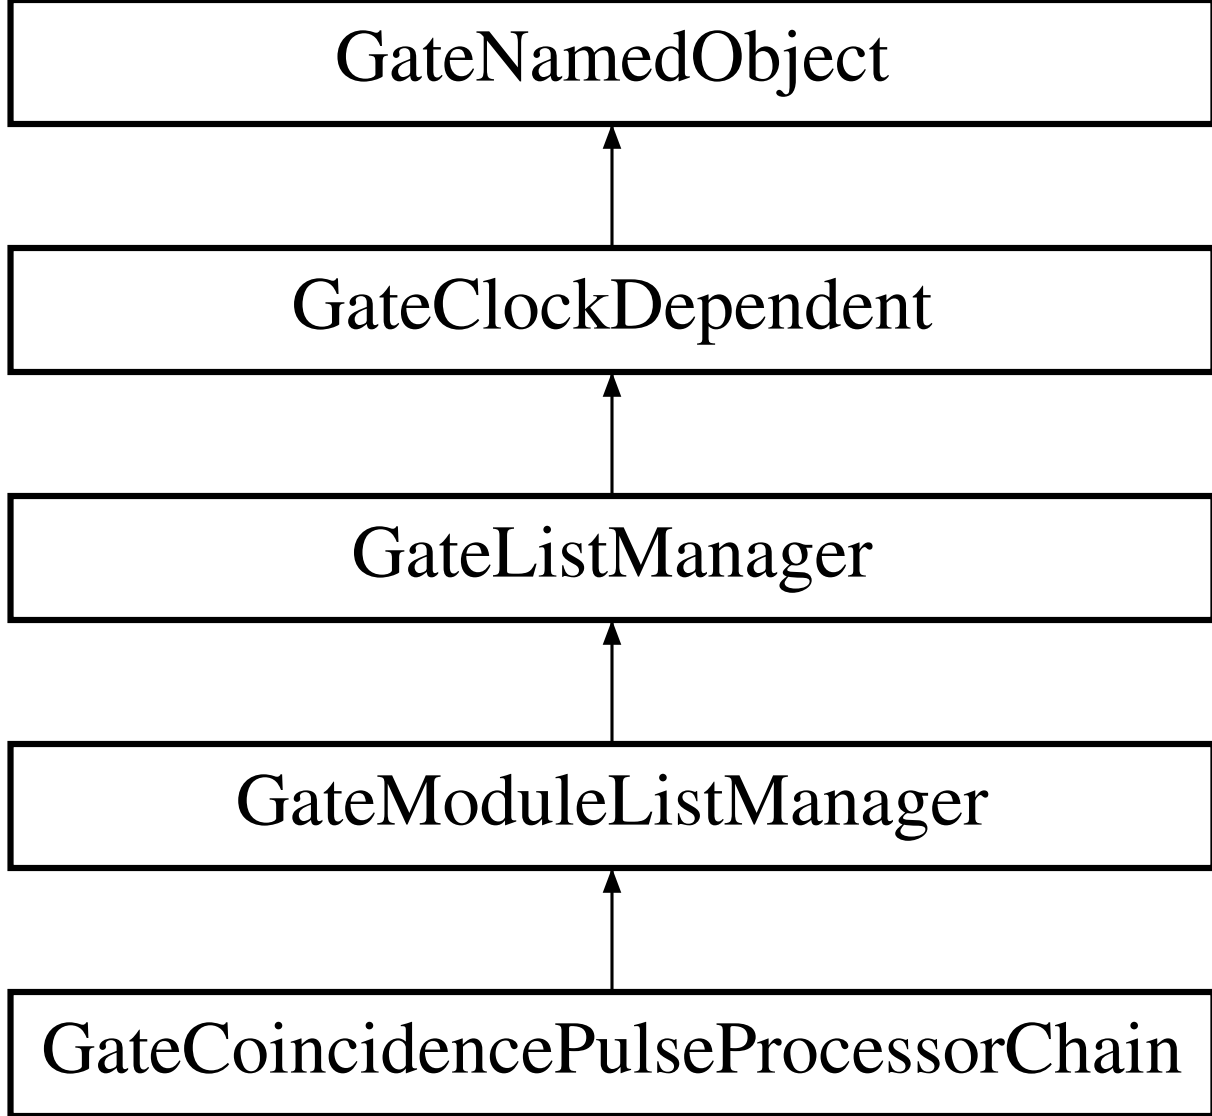 GateNamedObject
GateClockDependent
GateListManager
GateModuleListManager
GateCoincidencePulseProcessorChain